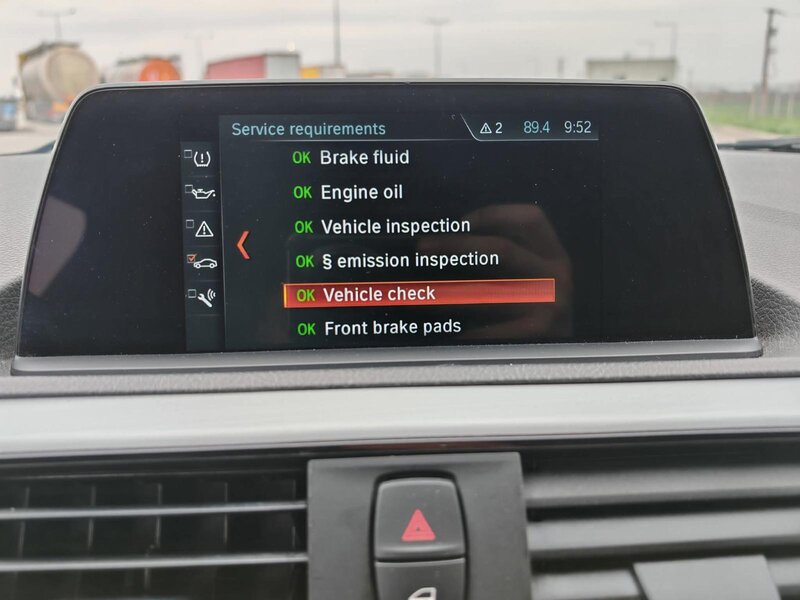 Service requirements ⚠ 2 89.4 9:52
OK Brake fluid
OK Engine oil
OK Vehicle inspection
OK § emission inspection
OK Vehicle check
OK Front brake pads